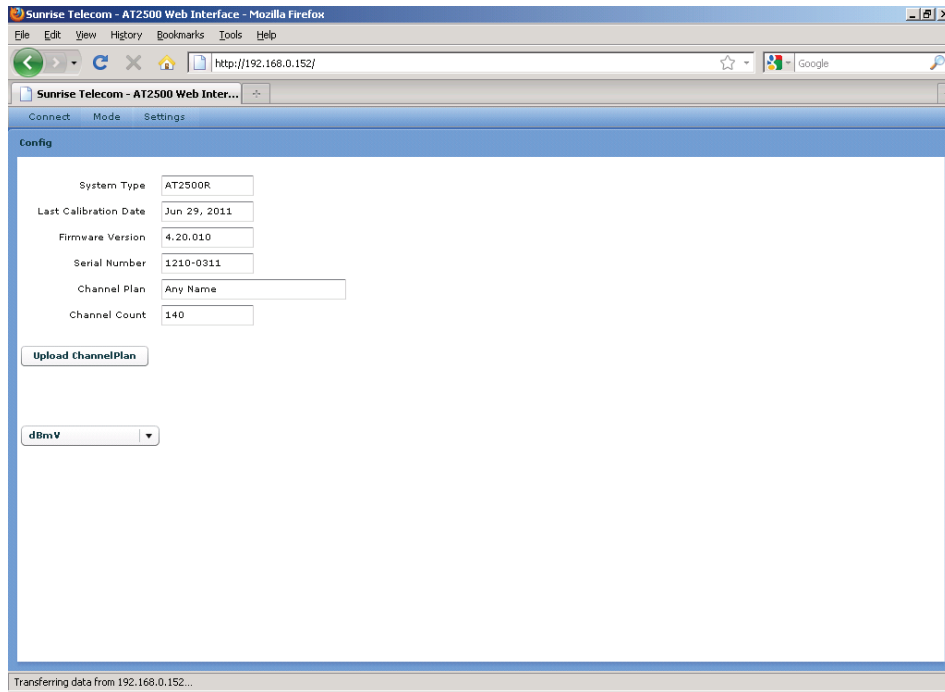 Sunrise Telecom - AT2500 Web Interface - Mozilla Firefox
File Edit View History Bookmarks Tools Help
http://192.168.0.152/ Google
Sunrise Telecom - AT2500 Web Inter...
Connect Mode Settings
Config
System Type AT2500R
Last Calibration Date Jun 29, 2011
Firmware Version 4.20.010
Serial Number 1210-0311
Channel Plan Any Name
Channel Count 140
Upload ChannelPlan
dBmV
Transferring data from 192.168.0.152...